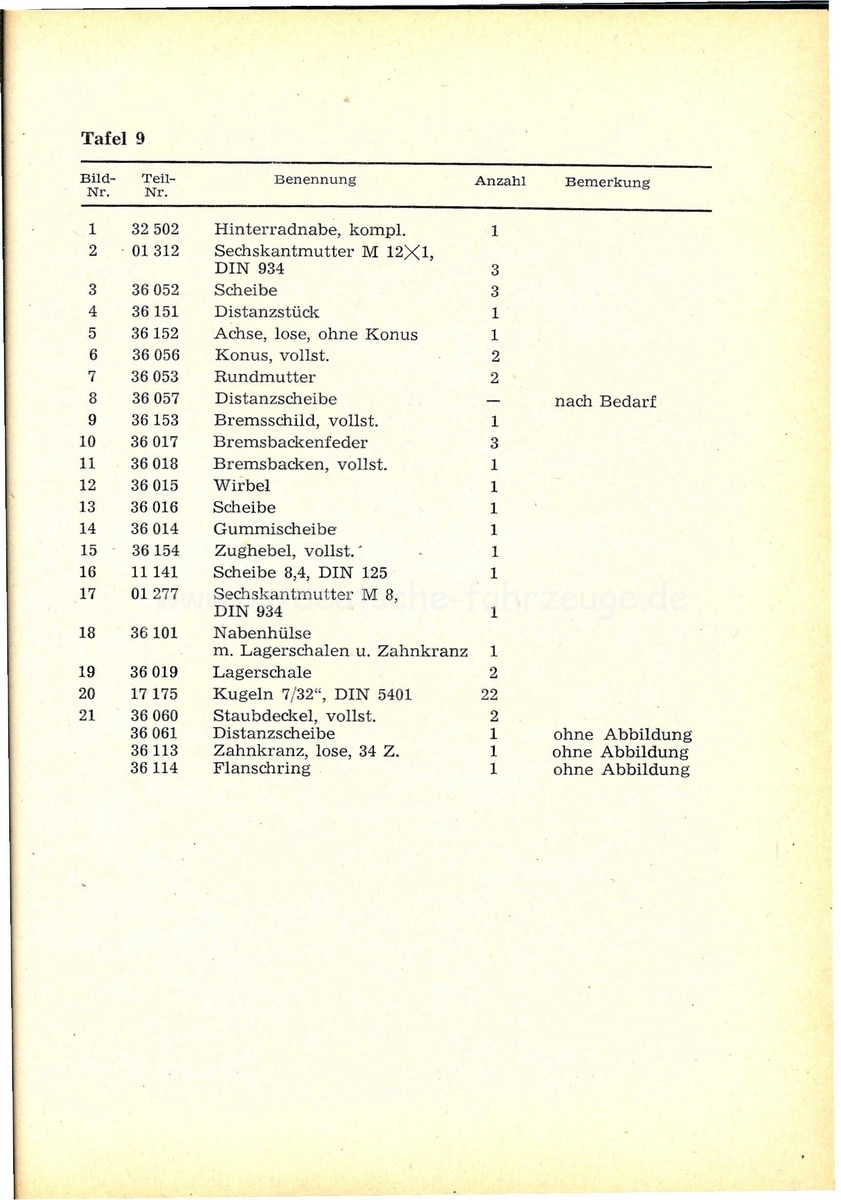 Tafel 9
Bild-Nr. Teil-Nr. Benennung Anzahl Bemerkung
1 32 502 Hinterradnabe, kompl. 1
2 01 312 Sechskantmutter M 12×1,
DIN 934 3
3 36 052 Scheibe 3
4 36 151 Distanzstück 1
5 36 152 Achse, lose, ohne Konus 1
6 36 056 Konus, vollst. 2
7 36 053 Rundmutter 2
8 36 057 Distanzscheibe — nach Bedarf
9 36 153 Bremsschild, vollst. 1
10 36 017 Bremsbackenfeder 3
11 36 018 Bremsbacken, vollst. 1
12 36 015 Wirbel 1
13 36 016 Scheibe 1
14 36 014 Gummischeibe 1
15 36 154 Zughebel, vollst. 1
16 11 141 Scheibe 8,4, DIN 125 1
17 01 277 Sechskantmutter M 8,
DIN 934 1
18 36 101 Nabenhülse
m. Lagerschalen u. Zahnkranz 1
19 36 019 Lagerschale 2
20 17 175 Kugeln 7/32“, DIN 5401 22
21 36 060 Staubdeckel, vollst. 2
36 061 Distanzscheibe 1 ohne Abbildung
36 113 Zahnkranz, lose, 34 Z. 1 ohne Abbildung
36 114 Flanschring 1 ohne Abbildung